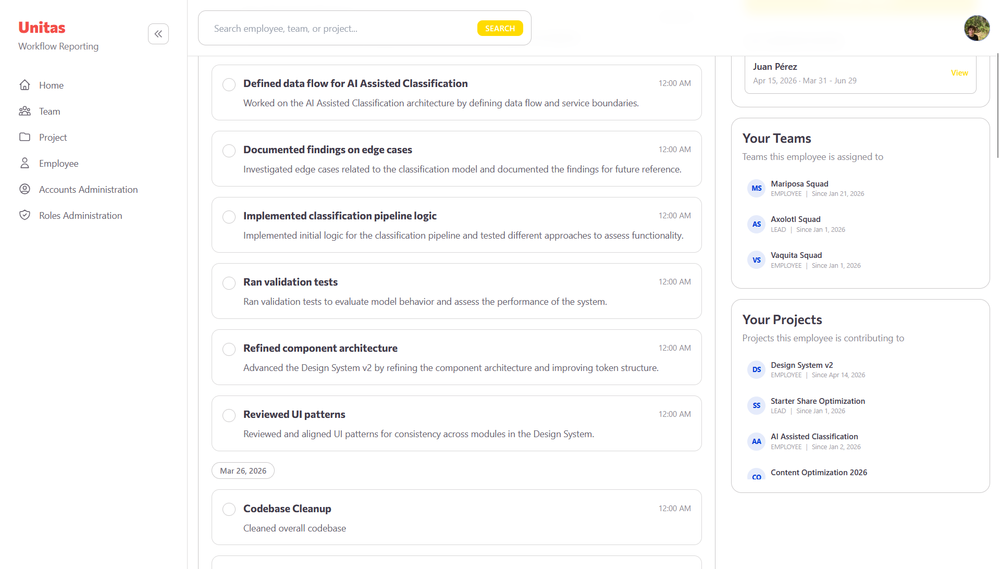 Unitas
Workflow Reporting
Home
Team
Project
Employee
Accounts Administration
Roles Administration
Search employee, team, or project...
SEARCH
Defined data flow for AI Assisted Classification
12:00 AM
Worked on the AI Assisted Classification architecture by defining data flow and service boundaries.
Documented findings on edge cases
12:00 AM
Investigated edge cases related to the classification model and documented the findings for future reference.
Implemented classification pipeline logic
12:00 AM
Implemented initial logic for the classification pipeline and tested different approaches to assess functionality.
Ran validation tests
12:00 AM
Ran validation tests to evaluate model behavior and assess the performance of the system.
Refined component architecture
12:00 AM
Advanced the Design System v2 by refining the component architecture and improving token structure.
Reviewed UI patterns
12:00 AM
Reviewed and aligned UI patterns for consistency across modules in the Design System.
Mar 26, 2026
Codebase Cleanup
12:00 AM
Cleaned overall codebase
Juan Pérez
Apr 15, 2026 · Mar 31 - Jun 29
View
Your Teams
Teams this employee is assigned to
MS
Mariposa Squad
EMPLOYEE | Since Jan 21, 2026
AS
Axolotl Squad
LEAD | Since Jan 1, 2026
VS
Vaquita Squad
EMPLOYEE | Since Jan 1, 2026
Your Projects
Projects this employee is contributing to
DS
Design System v2
EMPLOYEE | Since Apr 14, 2026
SS
Starter Share Optimization
LEAD | Since Jan 1, 2026
AA
AI Assisted Classification
EMPLOYEE | Since Jan 2, 2026
CO
Content Optimization 2026